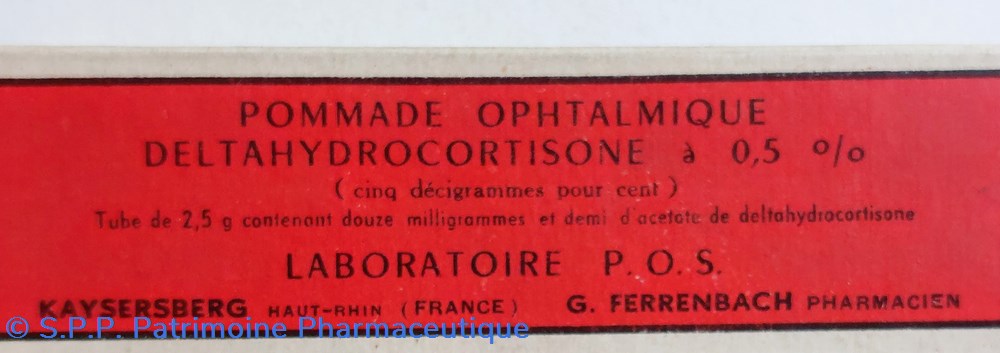 POMMADE OPHTALMIQUE
DELTAHYDROCORTISONE à 0,5 %
(cinq décigrammes pour cent)
Tube de 2,5 g contenant douze milligrammes et demi d'acetate de deltahydrocortisone
LABORATOIRE P.O.S.
KAYSERSBERG HAUT-RHIN (FRANCE) G. FERRENBACH PHARMACIEN
© S.P.P. Patrimoine Pharmaceutique